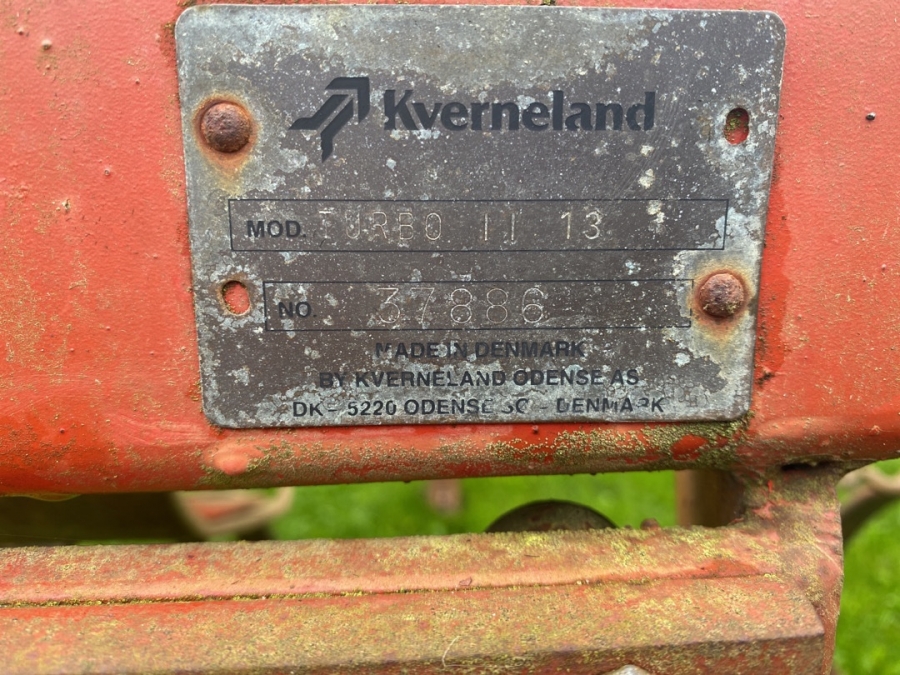 Kverneland
MOD. TURBO II 13
NO. 37886
MADE IN DENMARK
BY KVERNELAND ODENSE AS
DK - 5220 ODENSE SØ - DENMARK